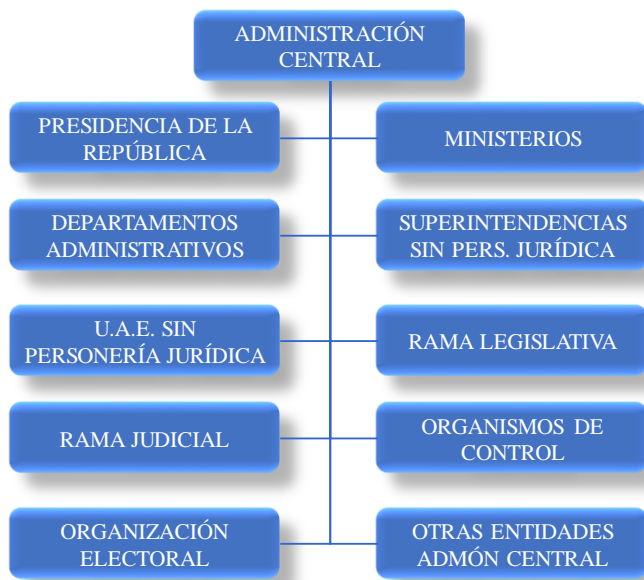 ADMINISTRACIÓN
CENTRAL
PRESIDENCIA DE LA
REPÚBLICA
MINISTERIOS
DEPARTAMENTOS
ADMINISTRATIVOS
SUPERINTENDENCIAS
SIN PERS. JURÍDICA
U.A.E. SIN
PERSONERÍA JURÍDICA
RAMA LEGISLATIVA
RAMA JUDICIAL
ORGANISMOS DE
CONTROL
ORGANIZACIÓN
ELECTORAL
OTRAS ENTIDADES
ADMÓN CENTRAL